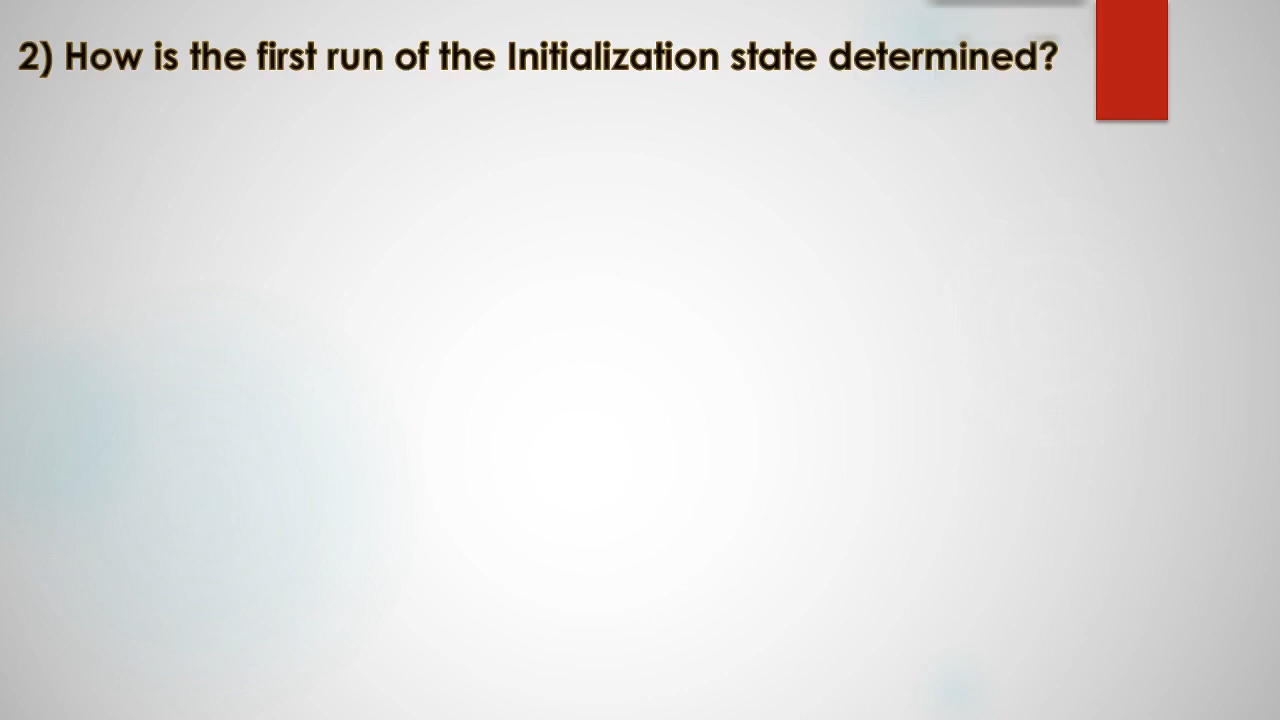 2) How is the first run of the Initialization state determined?